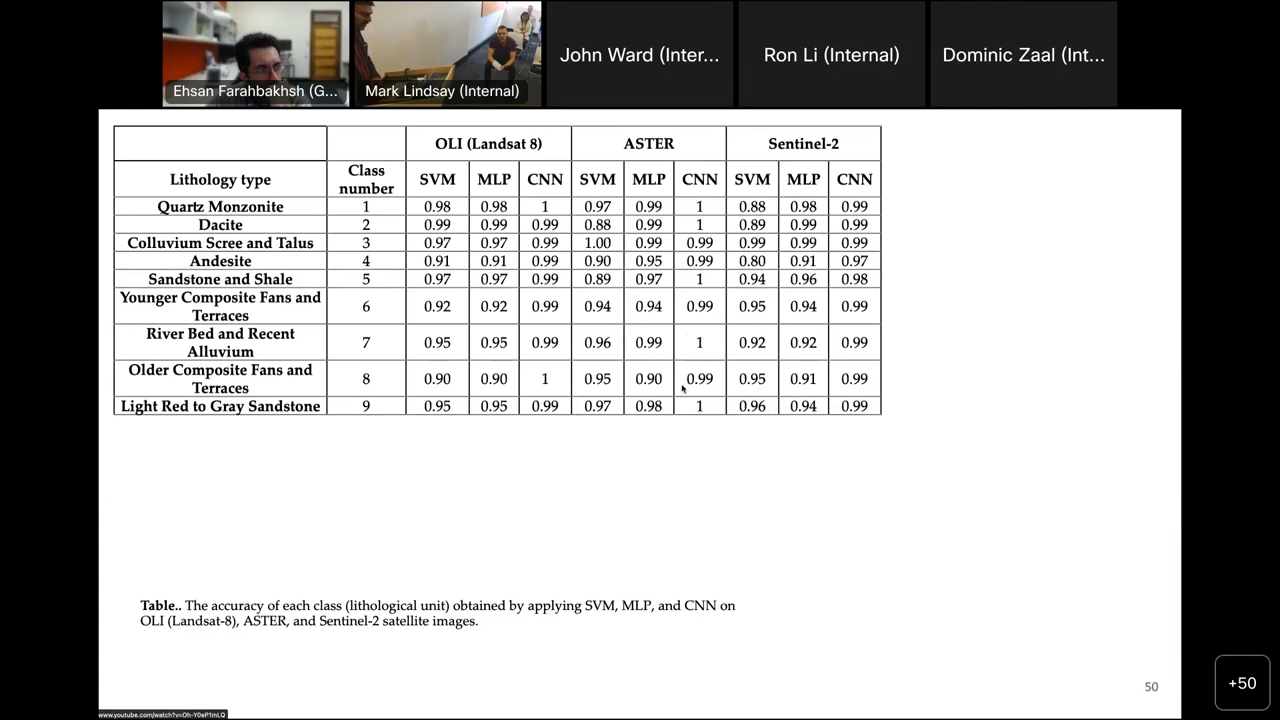 Ehsan Farahbakhsh (G...
Mark Lindsay (Internal)
John Ward (Inter...
Ron Li (Internal)
Dominic Zaal (Int...
OLI (Landsat 8) ASTER Sentinel-2
Lithology type Class number SVM MLP CNN SVM MLP CNN SVM MLP CNN
Quartz Monzonite 1 0.98 0.98 1 0.97 0.99 1 0.88 0.98 0.99
Dacite 2 0.99 0.99 0.99 0.88 0.99 1 0.89 0.99 0.99
Colluvium Scree and Talus 3 0.97 0.97 0.99 1.00 0.99 0.99 0.99 0.99 0.99
Andesite 4 0.91 0.91 0.99 0.90 0.95 0.99 0.80 0.91 0.97
Sandstone and Shale 5 0.97 0.97 0.99 0.89 0.97 1 0.94 0.96 0.98
Younger Composite Fans and
Terraces 6 0.92 0.92 0.99 0.94 0.94 0.99 0.95 0.94 0.99
River Bed and Recent
Alluvium 7 0.95 0.95 0.99 0.96 0.99 1 0.92 0.92 0.99
Older Composite Fans and
Terraces 8 0.90 0.90 1 0.95 0.90 0.99 0.95 0.91 0.99
Light Red to Gray Sandstone 9 0.95 0.95 0.99 0.97 0.98 1 0.96 0.94 0.99
Table.. The accuracy of each class (lithological unit) obtained by applying SVM, MLP, and CNN on
OLI (Landsat-8), ASTER, and Sentinel-2 satellite images.
50
+50